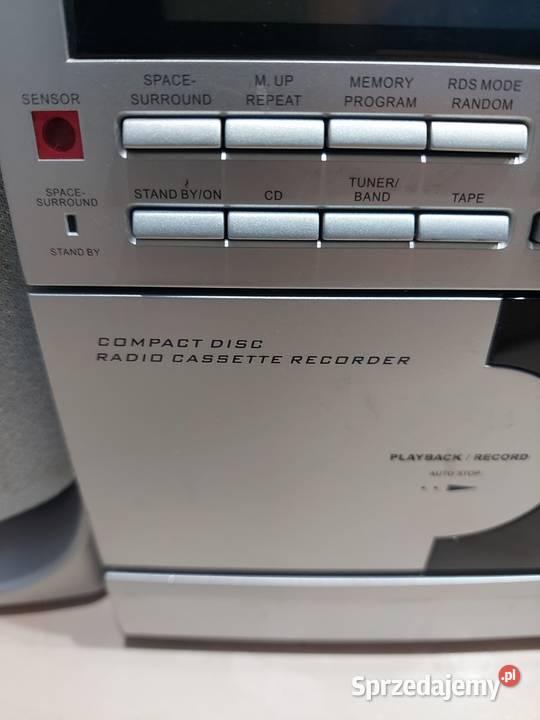 SPACE-
SURROUND
M. UP
REPEAT
MEMORY
PROGRAM
RDS MODE
RANDOM
SENSOR
SPACE-
SURROUND
STAND BY
STAND BY/ON
CD
TUNER/
BAND
TAPE
COMPACT DISC
RADIO CASSETTE RECORDER
PLAYBACK / RECORD
AUTO STOP
Sprzedajemy.pl